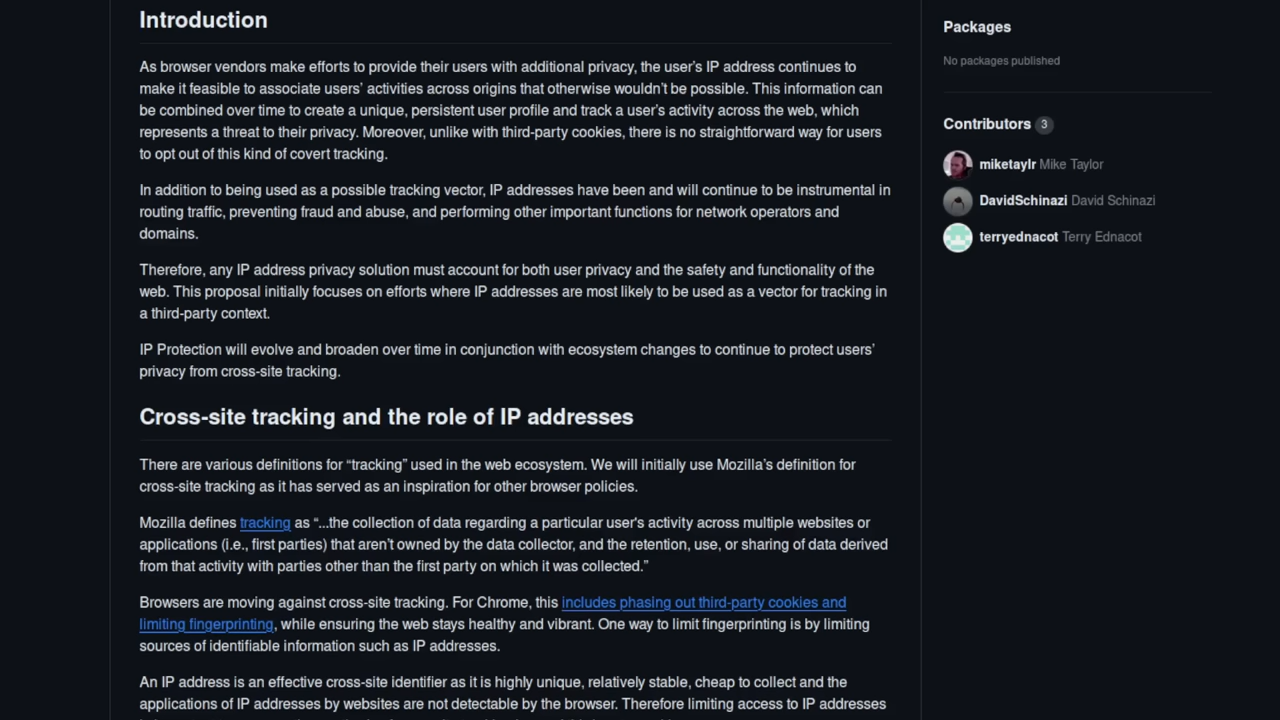 Introduction
As browser vendors make efforts to provide their users with additional privacy, the user's IP address continues to
make it feasible to associate users' activities across origins that otherwise wouldn't be possible. This information can
be combined over time to create a unique, persistent user profile and track a user's activity across the web, which
represents a threat to their privacy. Moreover, unlike with third-party cookies, there is no straightforward way for users
to opt out of this kind of covert tracking.
In addition to being used as a possible tracking vector, IP addresses have been and will continue to be instrumental in
routing traffic, preventing fraud and abuse, and performing other important functions for network operators and
domains.
Therefore, any IP address privacy solution must account for both user privacy and the safety and functionality of the
web. This proposal initially focuses on efforts where IP addresses are most likely to be used as a vector for tracking in
a third-party context.
IP Protection will evolve and broaden over time in conjunction with ecosystem changes to continue to protect users'
privacy from cross-site tracking.
Cross-site tracking and the role of IP addresses
There are various definitions for “tracking” used in the web ecosystem. We will initially use Mozilla's definition for
cross-site tracking as it has served as an inspiration for other browser policies.
Mozilla defines tracking as “...the collection of data regarding a particular user's activity across multiple websites or
applications (i.e., first parties) that aren't owned by the data collector, and the retention, use, or sharing of data derived
from that activity with parties other than the first party on which it was collected.”
Browsers are moving against cross-site tracking. For Chrome, this includes phasing out third-party cookies and
limiting fingerprinting, while ensuring the web stays healthy and vibrant. One way to limit fingerprinting is by limiting
sources of identifiable information such as IP addresses.
An IP address is an effective cross-site identifier as it is highly unique, relatively stable, cheap to collect and the
applications of IP addresses by websites are not detectable by the browser. Therefore limiting access to IP addresses
Packages
No packages published
Contributors 3
miketaylr Mike Taylor
DavidSchinazi David Schinazi
terryednacot Terry Ednacot